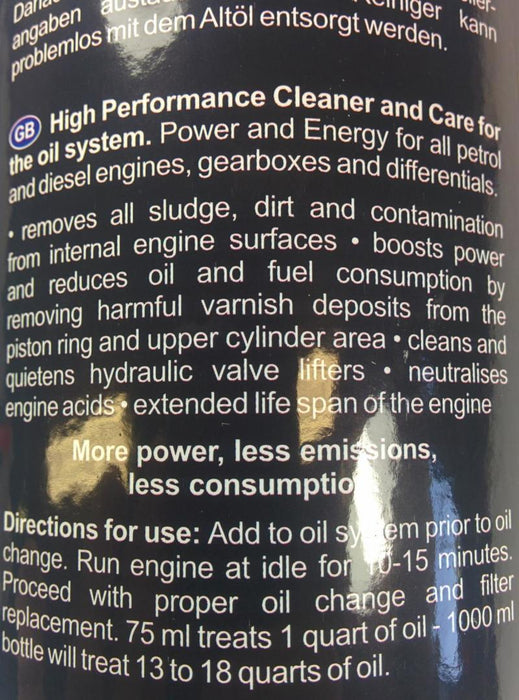 angaben
kann
problemlos mit dem Altöl entsorgt werden.
GB High Performance Cleaner and Care for
the oil system. Power and Energy for all petrol
and diesel engines, gearboxes and differentials.
• removes all sludge, dirt and contamination
from internal engine surfaces • boosts power
and reduces oil and fuel consumption by
removing harmful varnish deposits from the
piston ring and upper cylinder area • cleans and
quietens hydraulic valve lifters • neutralises
engine acids • extended life span of the engine
More power, less emissions,
less consumptio
Directions for use: Add to oil system prior to oil
change. Run engine at idle for 10-15 minutes.
Proceed with proper oil change and filter
replacement. 75 ml treats 1 quart of oil - 1000 ml
bottle will treat 13 to 18 quarts of oil.